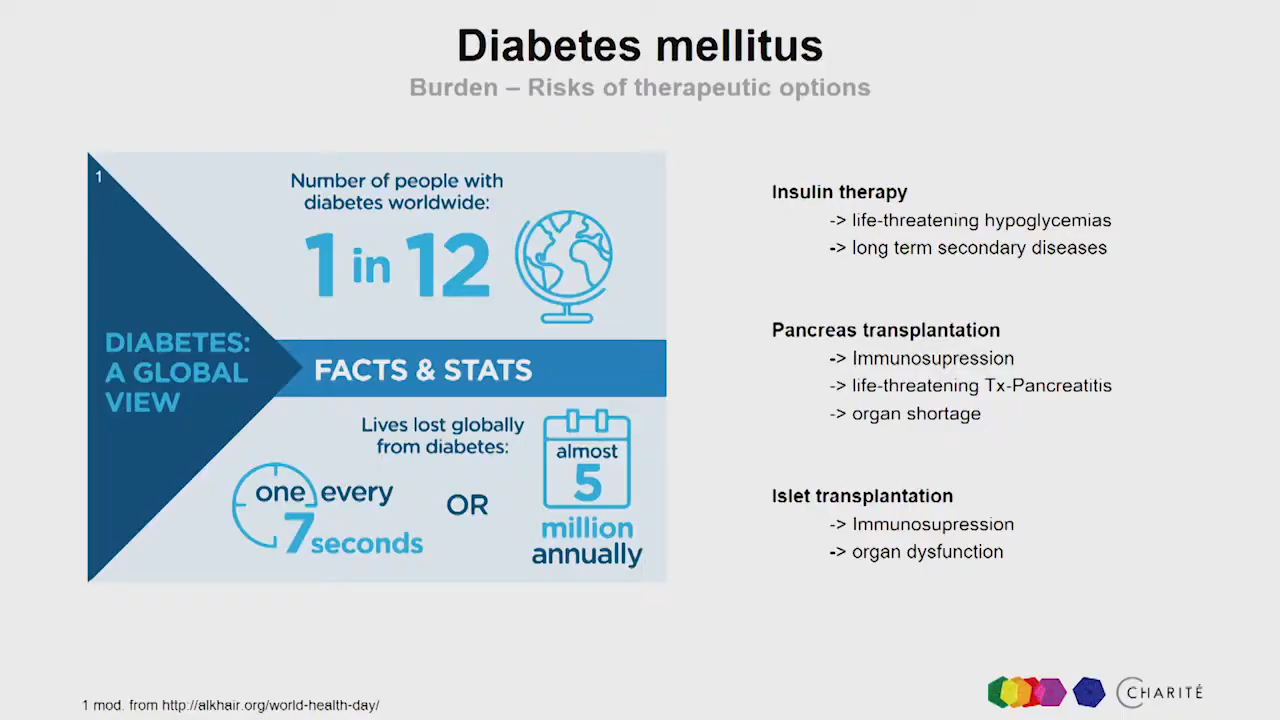 Diabetes mellitus
Burden – Risks of therapeutic options
1
Number of people with
diabetes worldwide:
1 in 12
DIABETES:
A GLOBAL
VIEW
FACTS & STATS
Lives lost globally
from diabetes:
one every
7 seconds
OR
almost
5
million
annually
Insulin therapy
-> life-threatening hypoglycemias
-> long term secondary diseases
Pancreas transplantation
-> Immunosupression
-> life-threatening Tx-Pancreatitis
-> organ shortage
Islet transplantation
-> Immunosupression
-> organ dysfunction
1 mod. from http://alkhair.org/world-health-day/
CHARITÉ